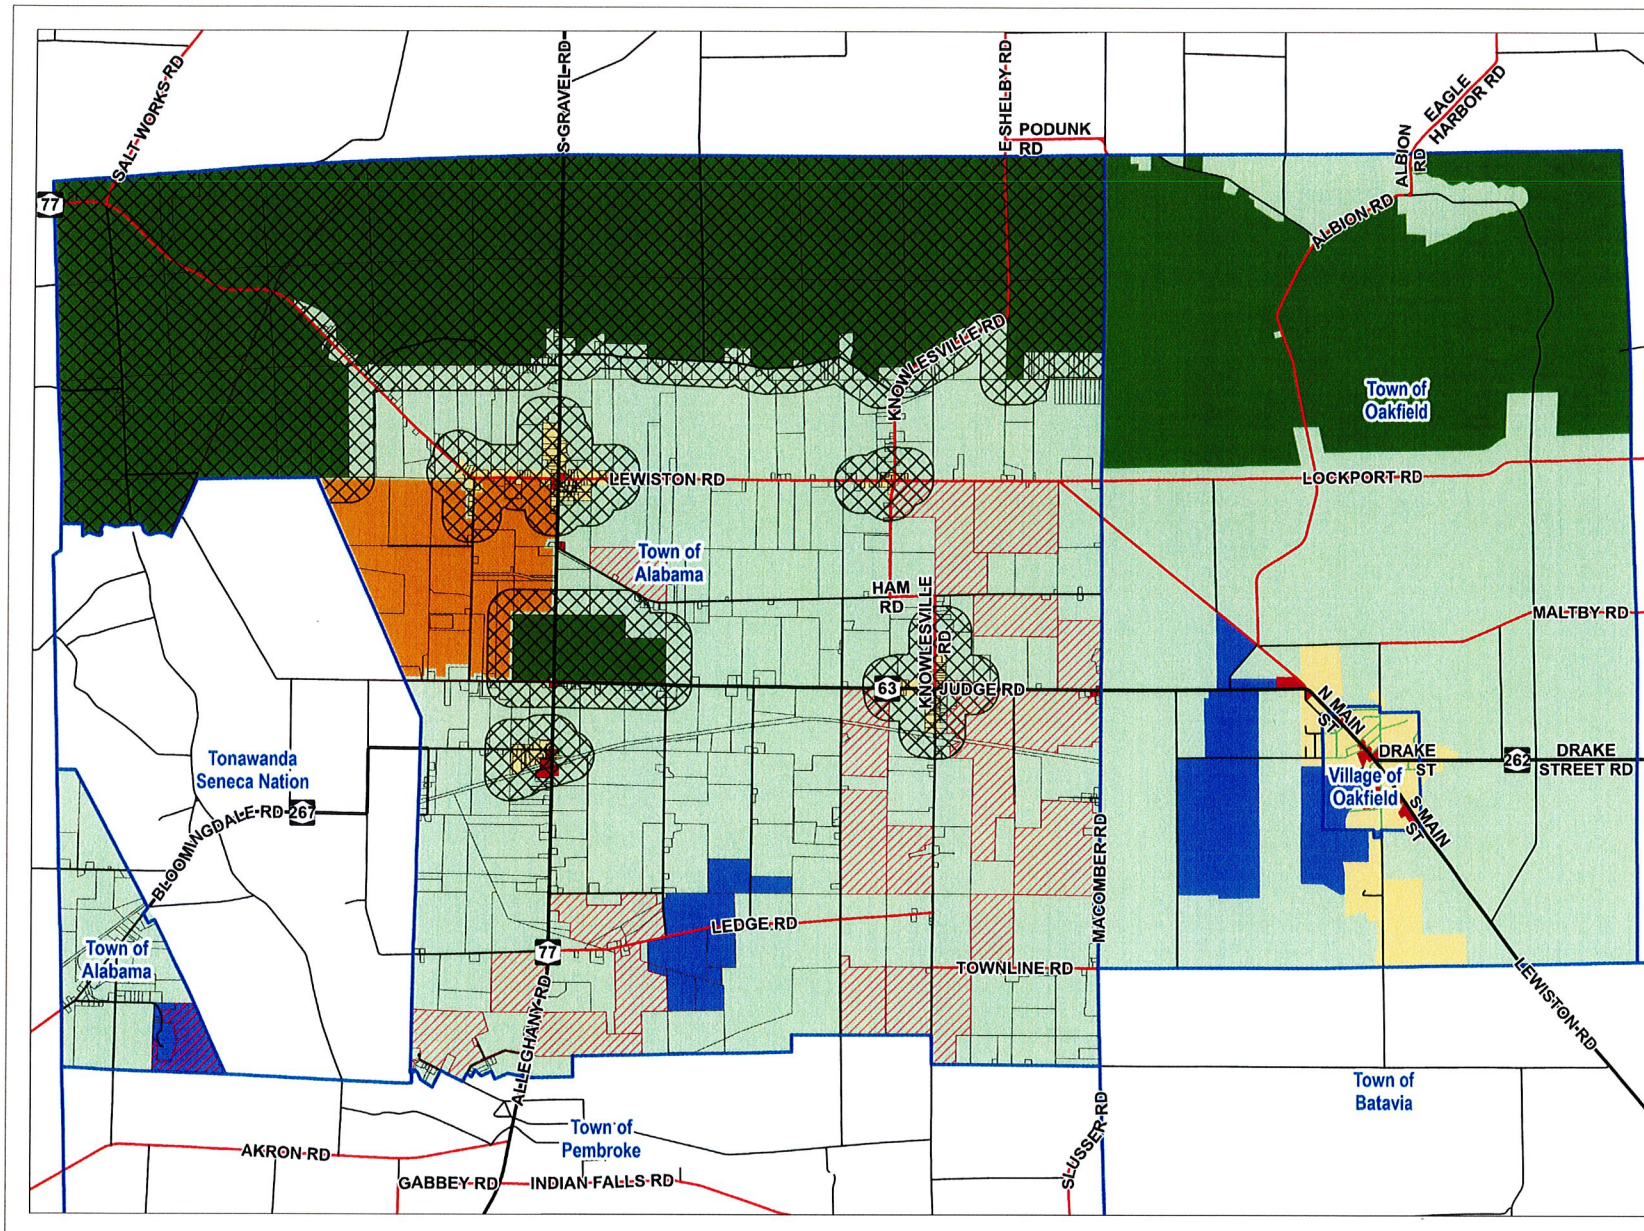 SALT WORKS RD
S GRAVEL RD
E SHELBY RD
PODUNK
RD
EAGLE
HARBOR RD
ALBION
RD
77
ALBION RD
KNOWLESVILLE RD
Town of
Oakfield
LEWISTON RD
LOCKPORT RD
Town of
Alabama
HAM
RD
KNOWLESVILLE
RD
MALTBY RD
63
JUDGE RD
N MAIN
ST
DRAKE
ST
262
DRAKE
STREET RD
Tonawanda
Seneca Nation
Village of
Oakfield
S MAIN
ST
BLOOMINGDALE RD
267
MACOMBER RD
LEDGE RD
77
Town of
Alabama
TOWNLINE RD
LEWISTON RD
ALLEGHANY RD
Town of
Batavia
Town of
Pembroke
SLUSSER RD
AKRON RD
GABBEY RD
INDIAN FALLS RD